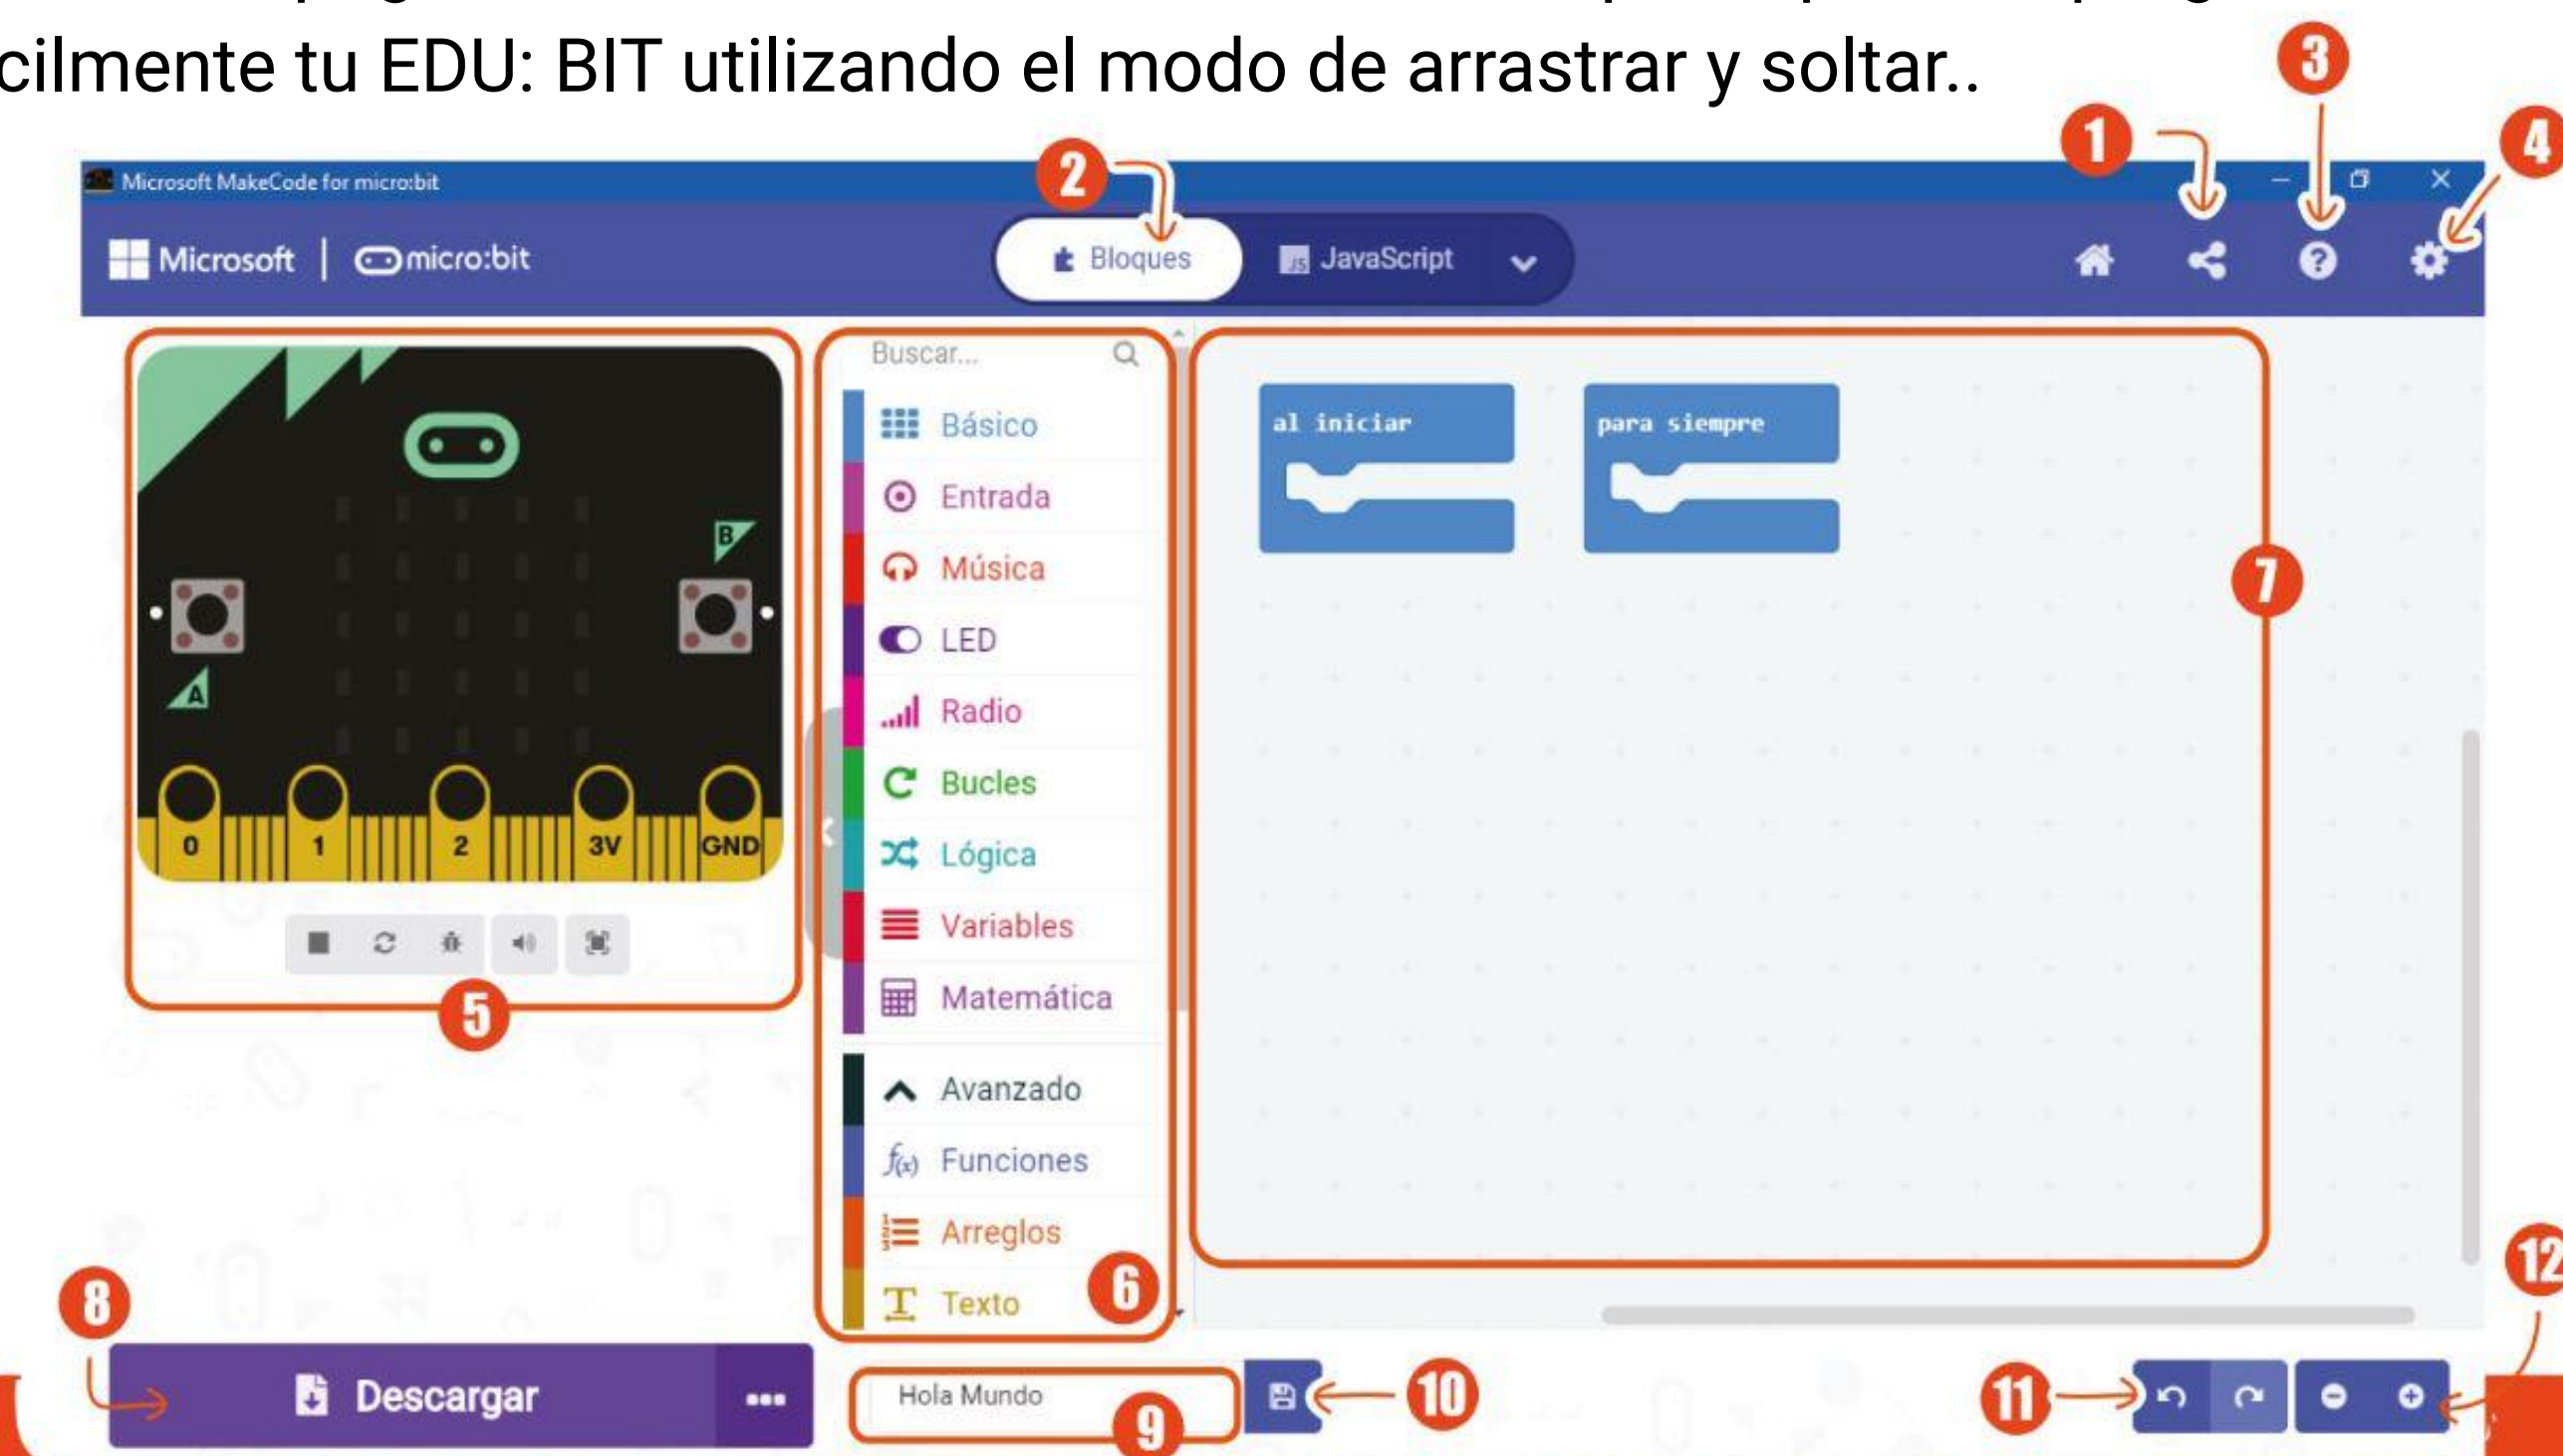 cilmente tu EDU: BIT utilizando el modo de arrastrar y soltar..
3
1
4
2
Microsoft MakeCode for micro:bit
Microsoft | micro:bit
Bloques
JS JavaScript
Buscar...
Básico
Entrada
Música
LED
Radio
Bucles
Lógica
Variables
Matemática
Avanzado
f(x) Funciones
Arreglos
Texto
al iniciar
para siempre
B
A
0 1 2 3V GND
5
6
7
8
Descargar
Hola Mundo
9
10
11
12